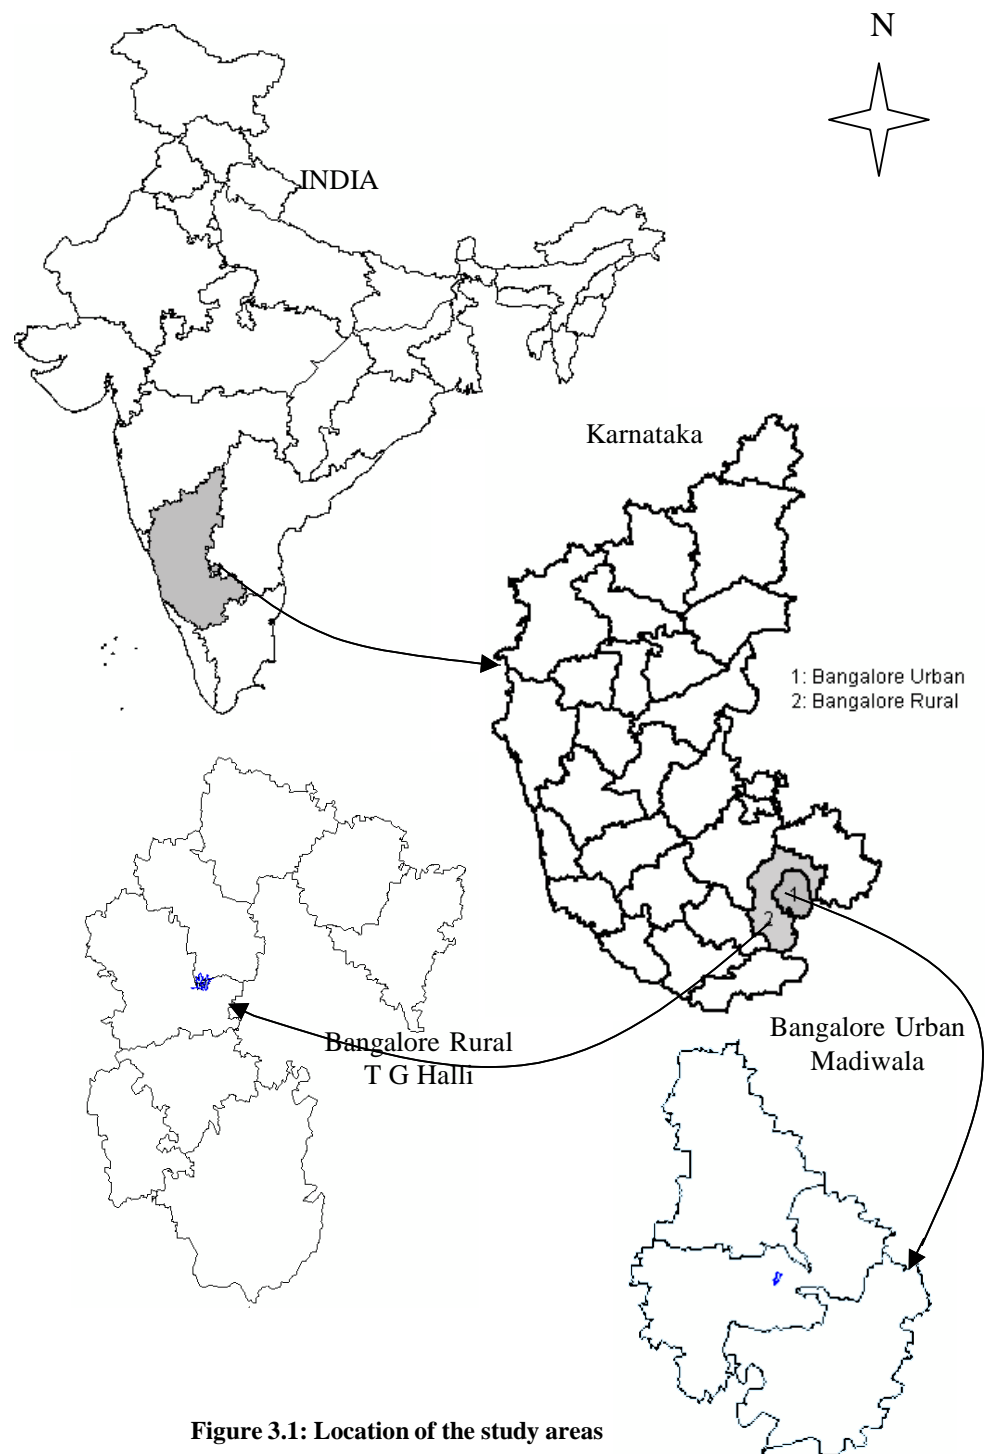 N
INDIA
Karnataka
1: Bangalore Urban
2: Bangalore Rural
1
2
Bangalore Rural
T G Halli
Bangalore Urban
Madiwala
Figure 3.1: Location of the study areas